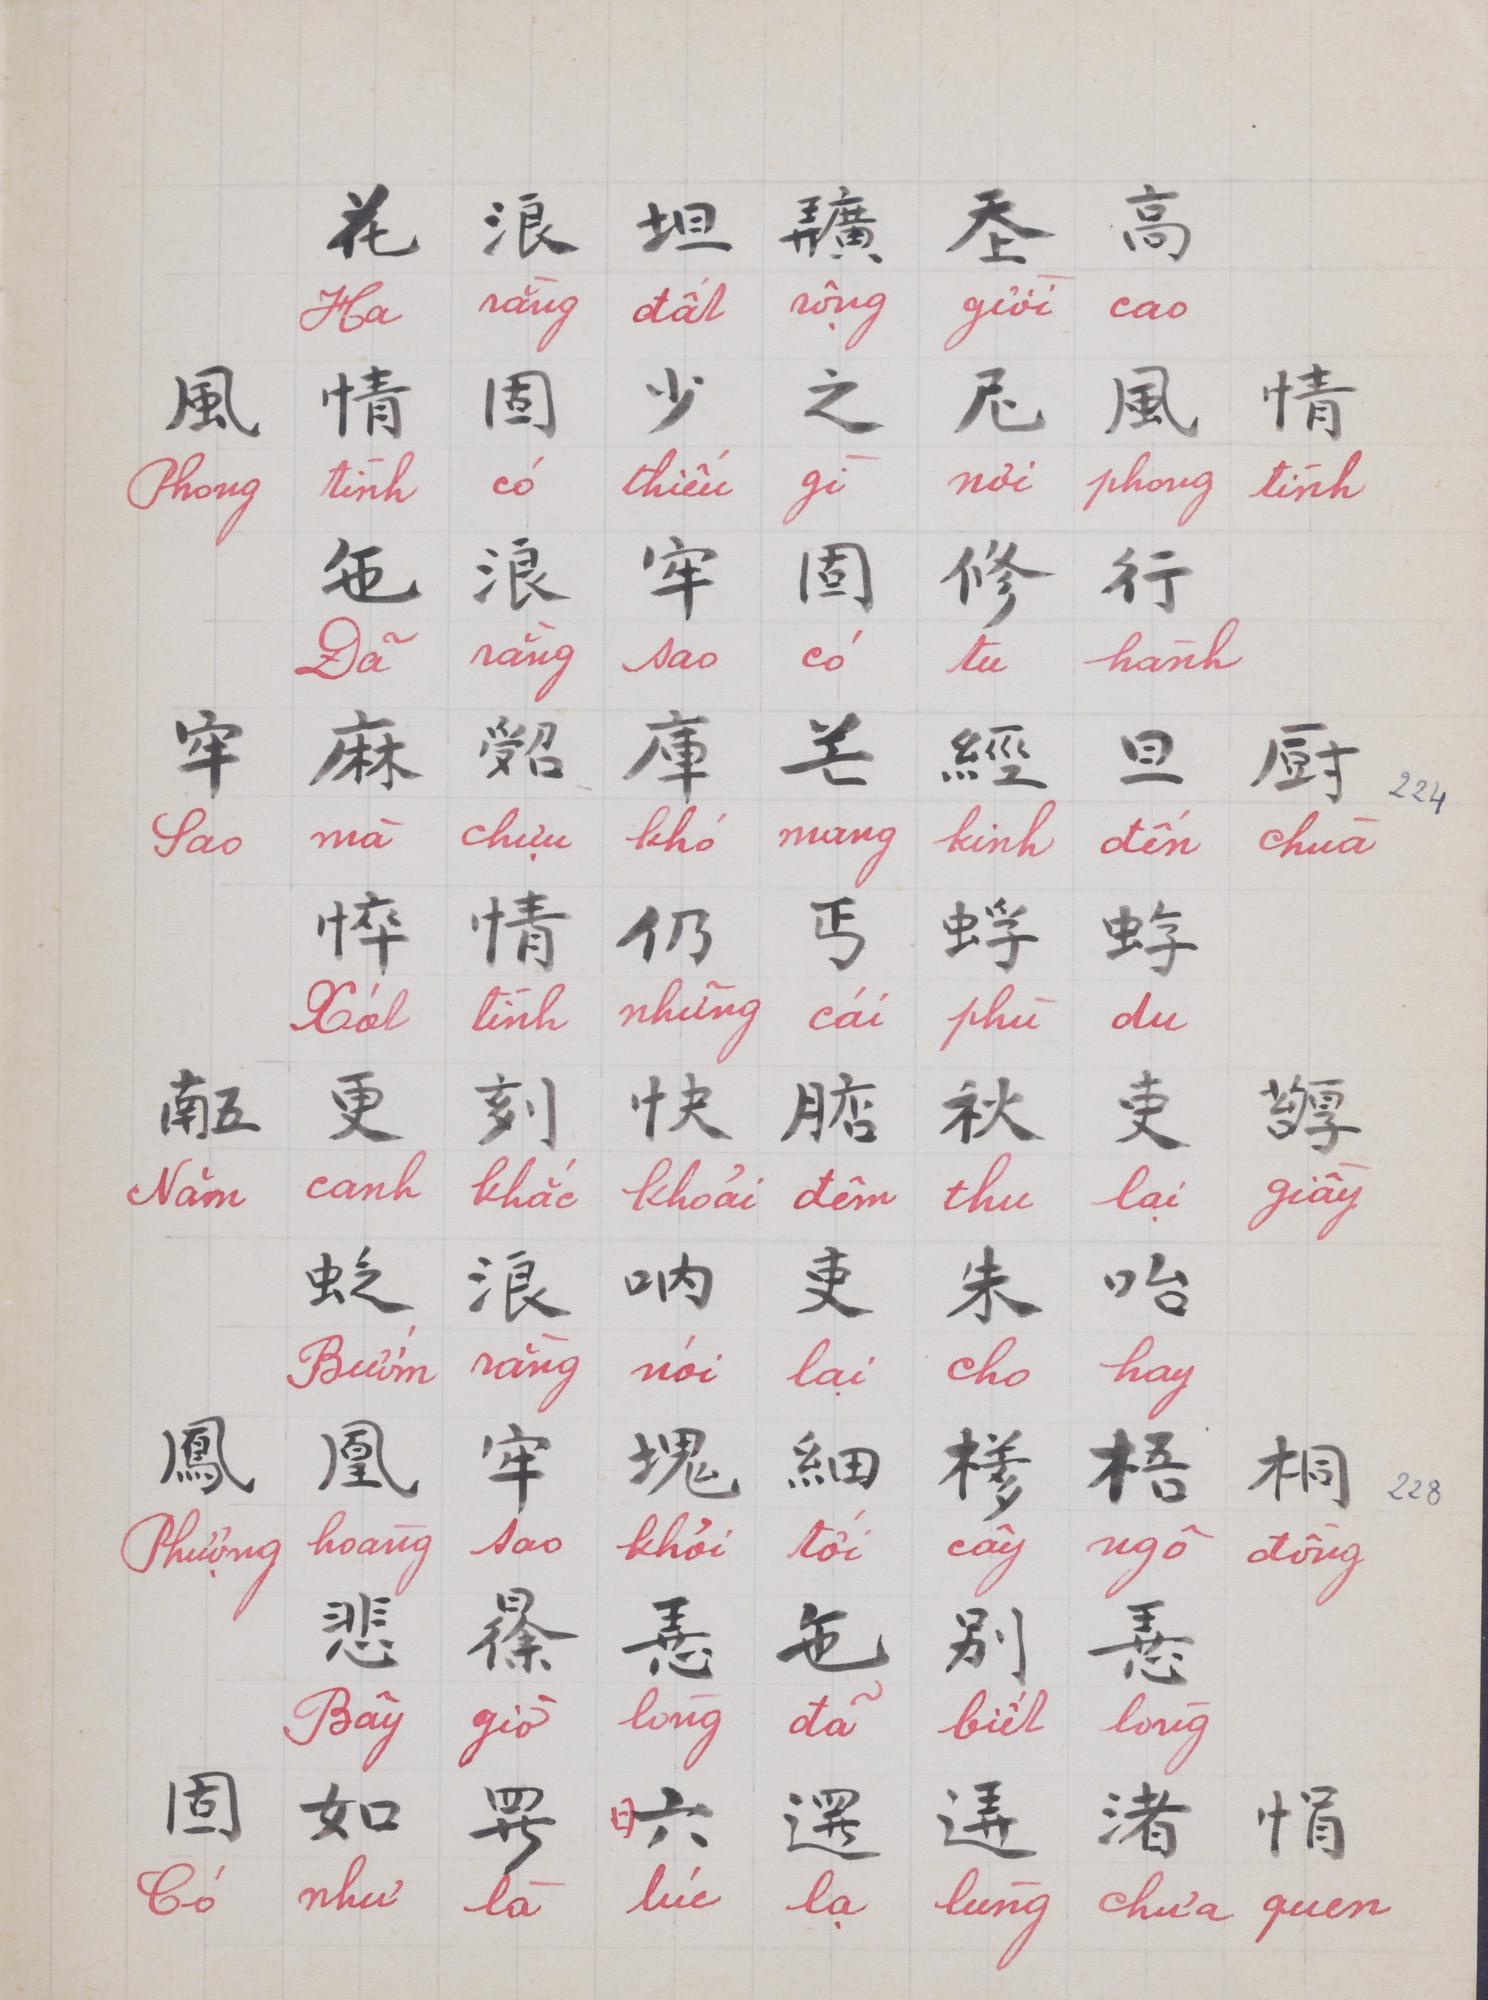 花 浪 坦 𢌌 𡗶 高
Hoa rằng đất rộng giời cao
風 情 固 少 之 尼 風 情
Phong tình có thiếu gì nơi phong tình
㐌 浪 牢 固 修 行
Đã rằng sao có tu hành
牢 麻 庫 芒 經 旦 厨 224
Sao mà chịu khó mang kinh đến chùa
悴 情 仍 丐 蜉 蝣
Xót tình những cái phù du
𠄼 更 刻 快 店 秋 吏 𨅉
Năm canh khắc khoải đêm thu lại giầy
浪 吶 吏 朱 咍
Bướm rằng nói lại cho hay
鳳 凰 牢 塊 細 梧 桐 228
Phượng hoàng sao khỏi tới cây ngô đồng
悲 𣇞 㐌 別
Bây giờ lòng đã biết lòng
固 如 羅 六 邏 渚 悁
Có như là lúc lạ lùng chưa quen